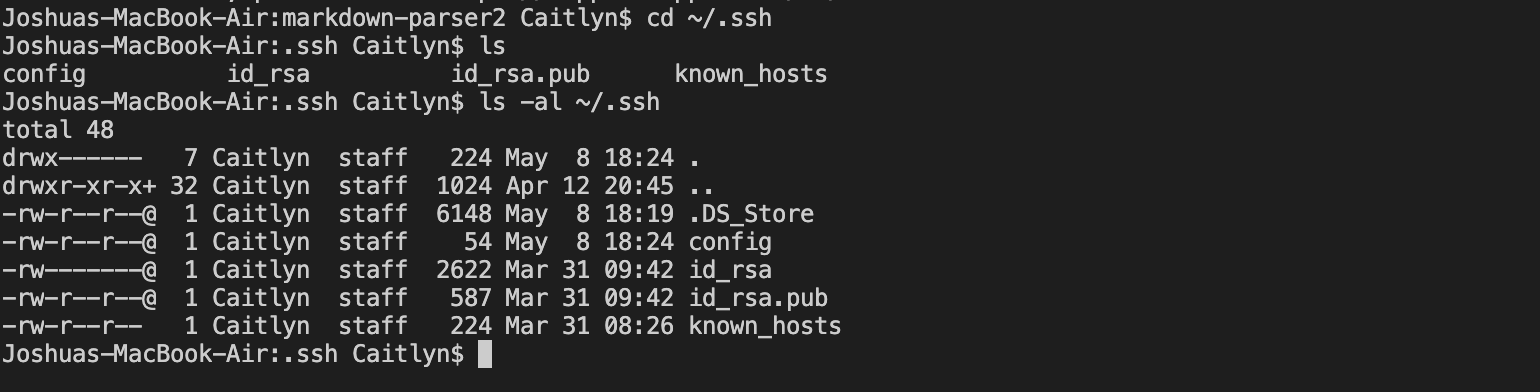 Joshuas-MacBook-Air:markdown-parser2 Caitlyn$ cd ~/.ssh
Joshuas-MacBook-Air:.ssh Caitlyn$ ls
config          id_rsa          id_rsa.pub      known_hosts
Joshuas-MacBook-Air:.ssh Caitlyn$ ls -al ~/.ssh
total 48
drwx------   7 Caitlyn  staff   224 May  8 18:24 .
drwxr-xr-x+ 32 Caitlyn  staff  1024 Apr 12 20:45 ..
-rw-r--r--@  1 Caitlyn  staff  6148 May  8 18:19 .DS_Store
-rw-r--r--@  1 Caitlyn  staff    54 May  8 18:24 config
-rw-------@  1 Caitlyn  staff  2622 Mar 31 09:42 id_rsa
-rw-r--r--@  1 Caitlyn  staff   587 Mar 31 09:42 id_rsa.pub
-rw-r--r--   1 Caitlyn  staff   224 Mar 31 08:26 known_hosts
Joshuas-MacBook-Air:.ssh Caitlyn$